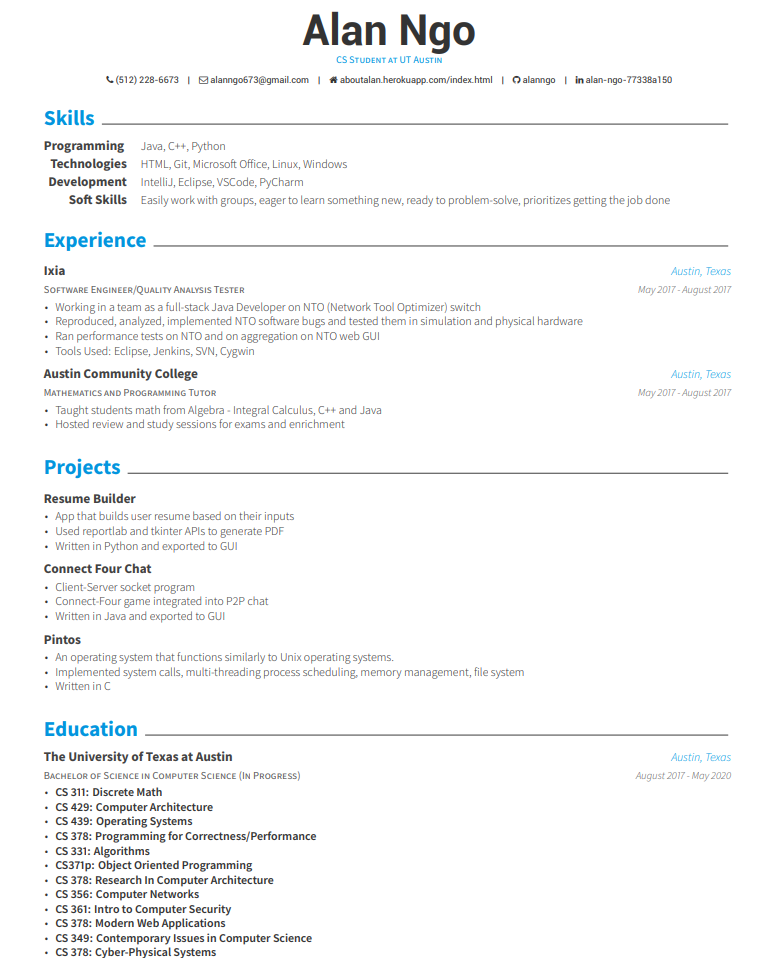 Alan Ngo
CS Student at UT Austin
(512) 228-6673 | alanngo673@gmail.com | aboutalan.herokuapp.com/index.html | alanngo | alan-ngo-77338a150
Skills
Programming Java, C++, Python
Technologies HTML, Git, Microsoft Office, Linux, Windows
Development IntelliJ, Eclipse, VSCode, PyCharm
Soft Skills Easily work with groups, eager to learn something new, ready to problem-solve, prioritizes getting the job done
Experience
Ixia Austin, Texas
Software Engineer/Quality Analysis Tester May 2017 - August 2017
• Working in a team as a full-stack Java Developer on NTO (Network Tool Optimizer) switch
• Reproduced, analyzed, implemented NTO software bugs and tested them in simulation and physical hardware
• Ran performance tests on NTO and on aggregation on NTO web GUI
• Tools Used: Eclipse, Jenkins, SVN, Cygwin
Austin Community College Austin, Texas
Mathematics and Programming Tutor May 2017 - August 2017
• Taught students math from Algebra - Integral Calculus, C++ and Java
• Hosted review and study sessions for exams and enrichment
Projects
Resume Builder
• App that builds user resume based on their inputs
• Used reportlab and tkinter APIs to generate PDF
• Written in Python and exported to GUI
Connect Four Chat
• Client-Server socket program
• Connect-Four game integrated into P2P chat
• Written in Java and exported to GUI
Pintos
• An operating system that functions similarly to Unix operating systems.
• Implemented system calls, multi-threading process scheduling, memory management, file system
• Written in C
Education
The University of Texas at Austin Austin, Texas
Bachelor of Science in Computer Science (In Progress) August 2017 - May 2020
• CS 311: Discrete Math
• CS 429: Computer Architecture
• CS 439: Operating Systems
• CS 378: Programming for Correctness/Performance
• CS 331: Algorithms
• CS371p: Object Oriented Programming
• CS 378: Research In Computer Architecture
• CS 356: Computer Networks
• CS 361: Intro to Computer Security
• CS 378: Modern Web Applications
• CS 349: Contemporary Issues in Computer Science
• CS 378: Cyber-Physical Systems